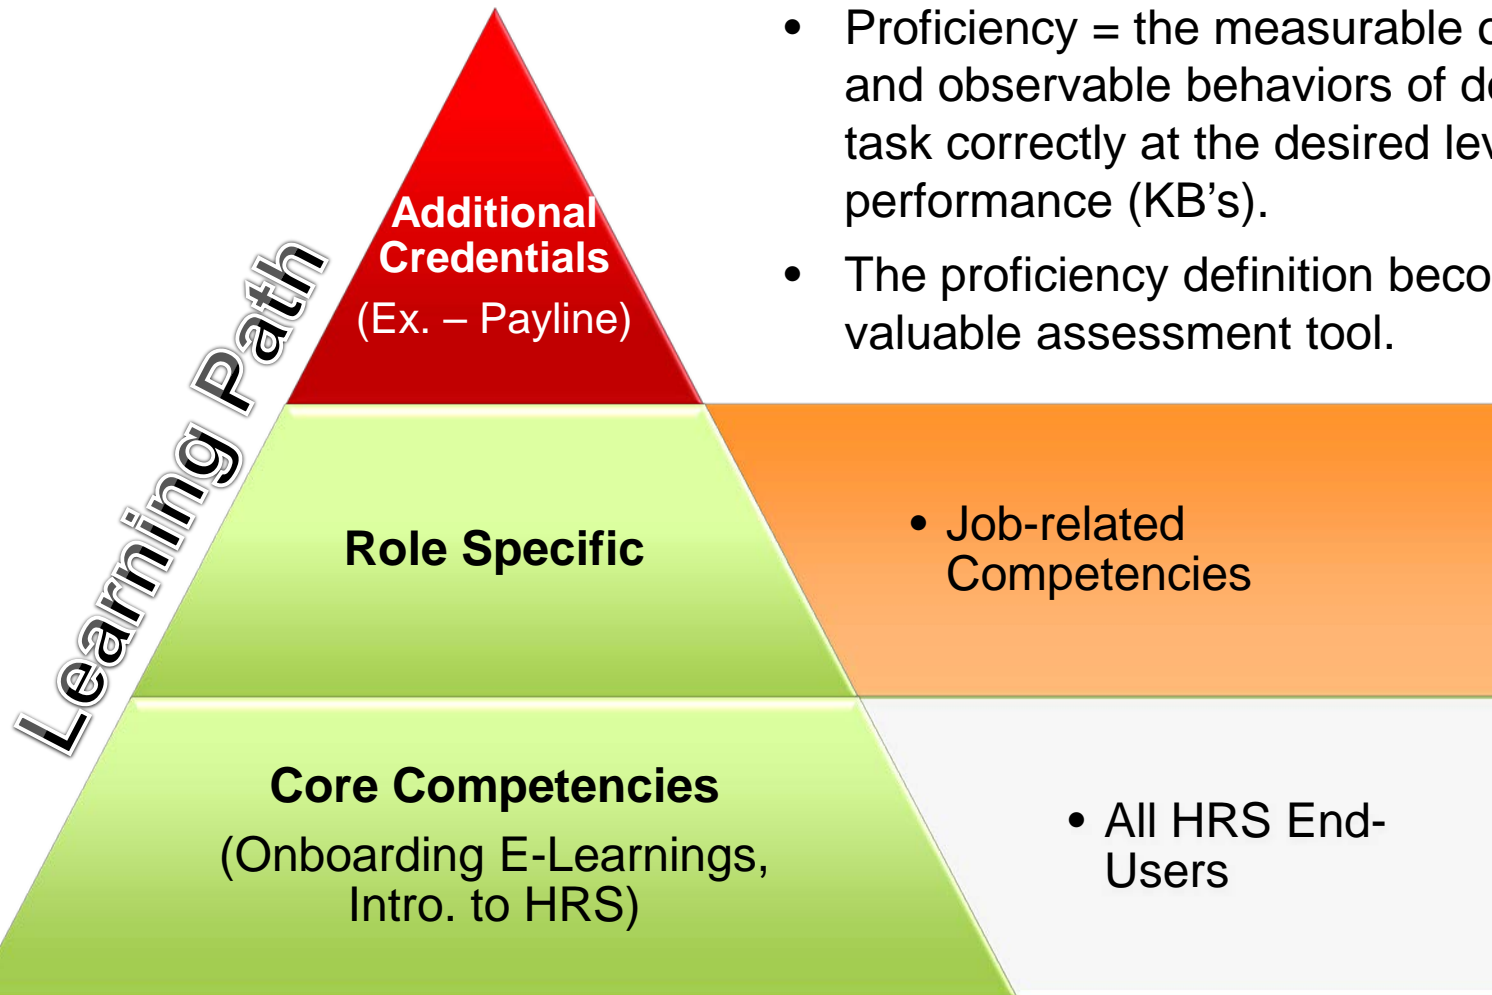 • Proficiency = the measurable
and observable behaviors of
task correctly at the desired
performance (KB's).
• The proficiency definition
valuable assessment tool.
Learning Path
Additional
Credentials
(Ex. – Payline)
Role Specific
• Job-related
Competencies
Core Competencies
(Onboarding E-Learnings,
Intro. to HRS)
• All HRS End-
Users